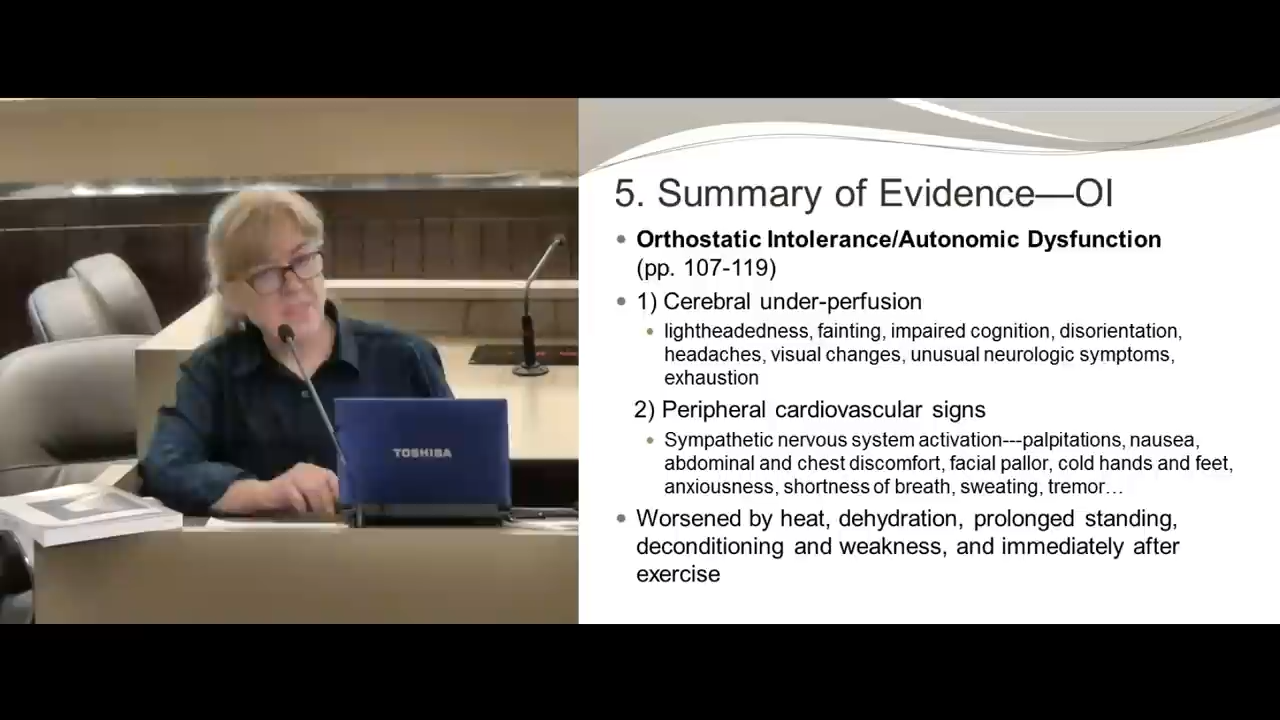 TOSHIBA
5. Summary of Evidence—OI
Orthostatic Intolerance/Autonomic Dysfunction
(pp. 107-119)
1) Cerebral under-perfusion
lightheadedness, fainting, impaired cognition, disorientation,
headaches, visual changes, unusual neurologic symptoms,
exhaustion
2) Peripheral cardiovascular signs
Sympathetic nervous system activation---palpitations, nausea,
abdominal and chest discomfort, facial pallor, cold hands and feet,
anxiousness, shortness of breath, sweating, tremor…
Worsened by heat, dehydration, prolonged standing,
deconditioning and weakness, and immediately after
exercise